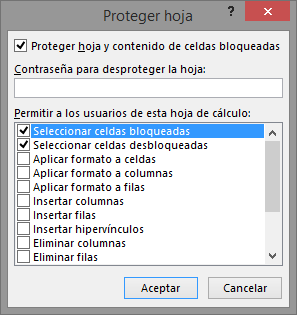 Proteger hoja
Proteger hoja y contenido de celdas bloqueadas
Contraseña para desproteger la hoja:
Permitir a los usuarios de esta hoja de cálculo:
Seleccionar celdas bloqueadas
Seleccionar celdas desbloqueadas
Aplicar formato a celdas
Aplicar formato a columnas
Aplicar formato a filas
Insertar columnas
Insertar filas
Insertar hipervínculos
Eliminar columnas
Eliminar filas
Aceptar Cancelar